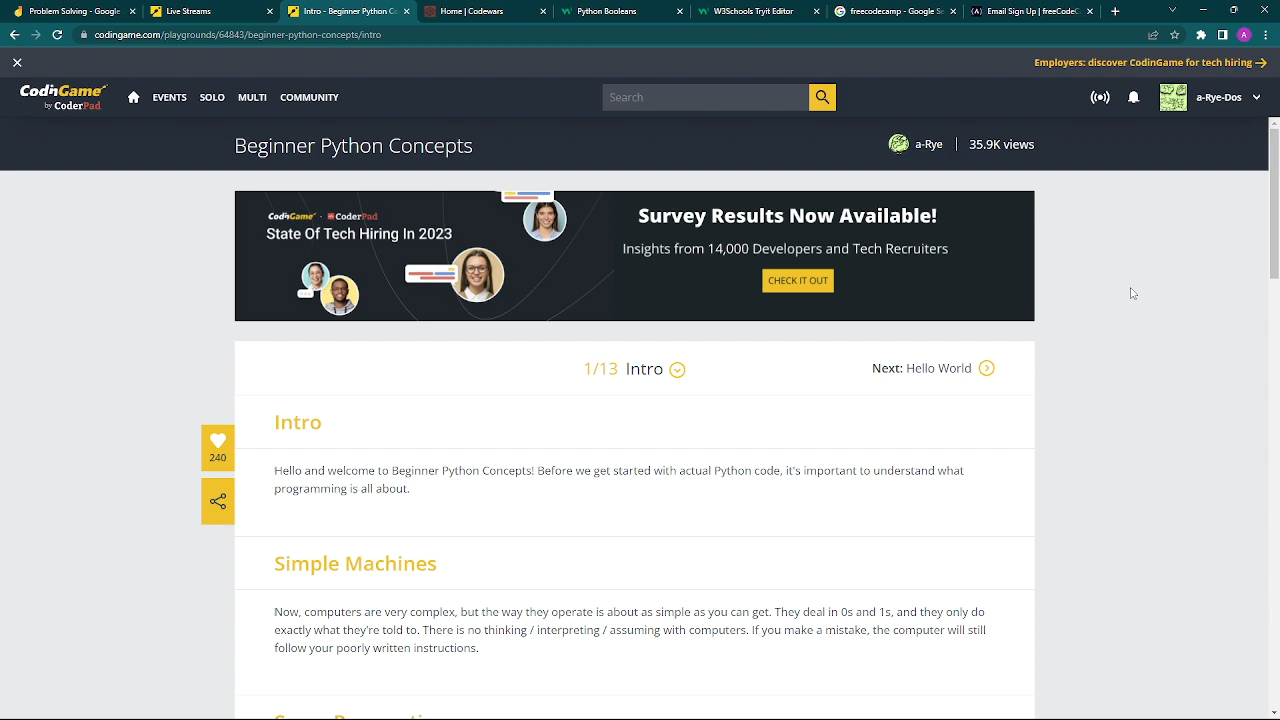 Problem Solving - Google
Live Streams
Intro - Beginner Python Co
Home | Codewars
Python Booleans
W3Schools Tryit Editor
freecodecamp - Google Se
Email Sign Up | freeCodeC
codingame.com/playgrounds/64843/beginner-python-concepts/intro
A
Employers: discover CodinGame for tech hiring
CodinGame
by CoderPad
EVENTS
SOLO
MULTI
COMMUNITY
Search
a-Rye-Dos
Beginner Python Concepts
a-Rye
35.9K views
CodinGame · CoderPad
State Of Tech Hiring In 2023
Survey Results Now Available!
Insights from 14,000 Developers and Tech Recruiters
CHECK IT OUT
1/13 Intro
Next: Hello World
Intro
240
Hello and welcome to Beginner Python Concepts! Before we get started with actual Python code, it's important to understand what
programming is all about.
Simple Machines
Now, computers are very complex, but the way they operate is about as simple as you can get. They deal in 0s and 1s, and they only do
exactly what they're told to. There is no thinking / interpreting / assuming with computers. If you make a mistake, the computer will still
follow your poorly written instructions.